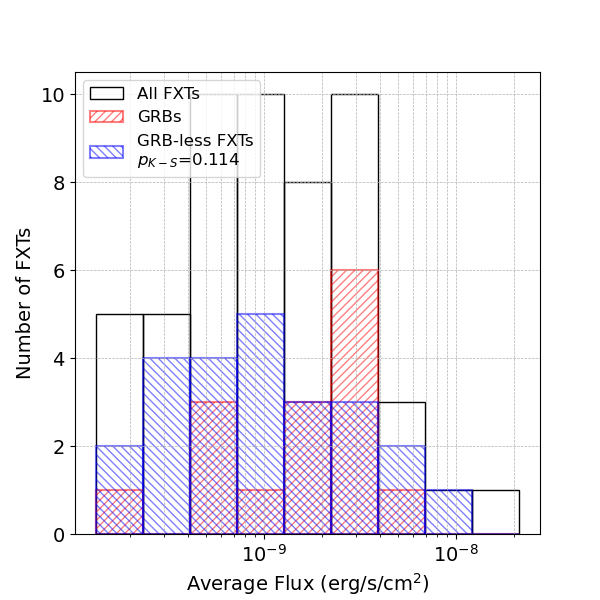 All FXTs
GRBs
GRB-less FXTs
$p_{K-S}$=0.114
10
8
6
4
2
0
Number of FXTs
$10^{-9}$ $10^{-8}$
Average Flux (erg/s/cm$^2$)